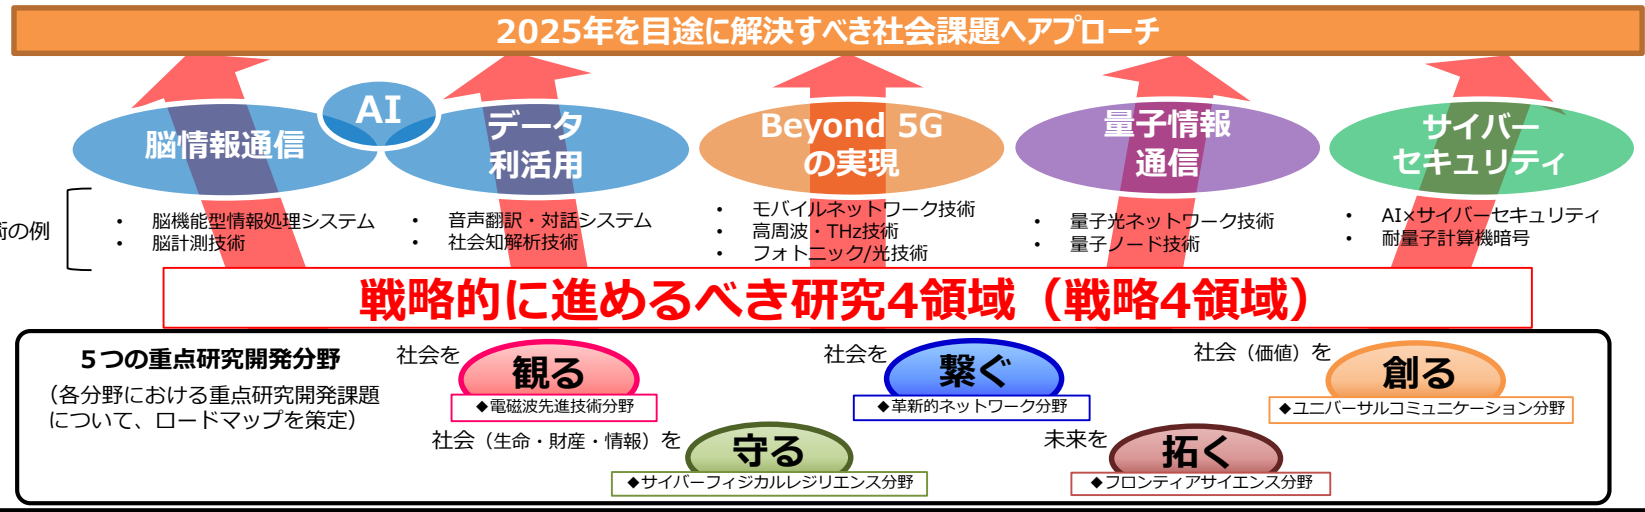 2025年を目途に解決すべき社会課題へアプローチ
AI
脳情報通信
データ
利活用
Beyond 5G
の実現
量子情報
通信
サイバー
セキュリティ
術の例
• 脳機能型情報処理システム
• 脳計測技術
• 音声翻訳・対話システム
• 社会知解析技術
• モバイルネットワーク技術
• 高周波・THz技術
• フォトニック/光技術
• 量子光ネットワーク技術
• 量子ノード技術
• AI×サイバーセキュリティ
• 耐量子計算機暗号
戦略的に進めるべき研究4領域（戦略4領域）
５つの重点研究開発分野
（各分野における重点研究開発課題
について、ロードマップを策定）
社会を
観る
◆電磁波先進技術分野
社会を
繋ぐ
◆革新的ネットワーク分野
社会（価値）を
創る
◆ユニバーサルコミュニケーション分野
社会（生命・財産・情報）を
守る
◆サイバーフィジカルレジリエンス分野
未来を
拓く
◆フロンティアサイエンス分野